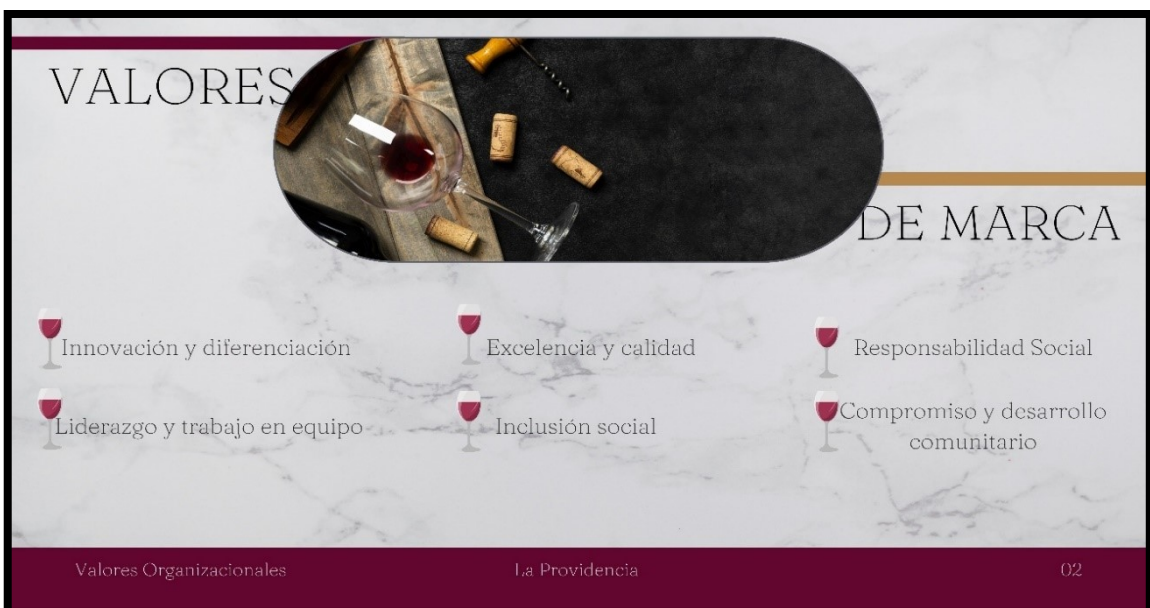 VALORES
DE MARCA
Innovación y diferenciación
Excelencia y calidad
Responsabilidad Social
Liderazgo y trabajo en equipo
Inclusión social
Compromiso y desarrollo
comunitario
Valores Organizacionales
La Providencia
02